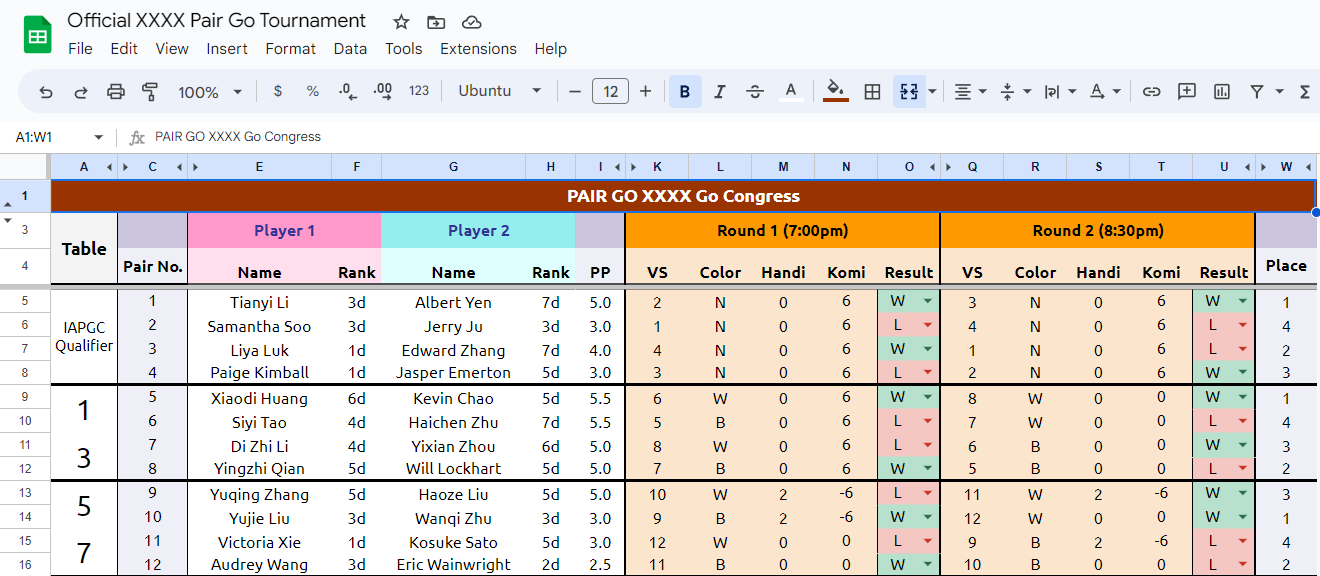 Official XXXX Pair Go Tournament
File Edit View Insert Format Data Tools Extensions Help
100% $ % .0 .00 123 Ubuntu − 12 + B I S A A Σ
A1:W1 fx PAIR GO XXXX Go Congress
A C E F G H I K L M N O Q R S T U W
1 PAIR GO XXXX Go Congress
3 Table Player 1 Player 2 Round 1 (7:00pm) Round 2 (8:30pm)
4 Pair No. Name Rank Name Rank PP VS Color Handi Komi Result VS Color Handi Komi Result Place
5 IAPGC Qualifier 1 Tianyi Li 3d Albert Yen 7d 5.0 2 N 0 6 W 3 N 0 6 W 1
6 2 Samantha Soo 3d Jerry Ju 3d 3.0 1 N 0 6 L 4 N 0 6 L 4
7 3 Liya Luk 1d Edward Zhang 7d 4.0 4 N 0 6 W 1 N 0 6 L 2
8 4 Paige Kimball 1d Jasper Emerton 5d 3.0 3 N 0 6 L 2 N 0 6 W 3
9 1 5 Xiaodi Huang 6d Kevin Chao 5d 5.5 6 W 0 6 W 8 W 0 0 W 1
10 6 Siyi Tao 4d Haichen Zhu 7d 5.5 5 B 0 6 L 7 W 0 0 L 4
11 3 7 Di Zhi Li 4d Yixian Zhou 6d 5.0 8 W 0 6 L 6 B 0 0 W 3
12 8 Yingzhi Qian 5d Will Lockhart 5d 5.0 7 B 0 6 W 5 B 0 0 L 2
13 5 9 Yuqing Zhang 5d Haoze Liu 5d 5.0 10 W 2 -6 L 11 W 2 -6 W 3
14 10 Yujie Liu 3d Wanqi Zhu 3d 3.0 9 B 2 -6 W 12 W 0 0 W 1
15 7 11 Victoria Xie 1d Kosuke Sato 5d 3.0 12 W 0 0 L 9 B 2 -6 L 4
16 12 Audrey Wang 3d Eric Wainwright 2d 2.5 11 B 0 0 W 10 B 0 0 L 2